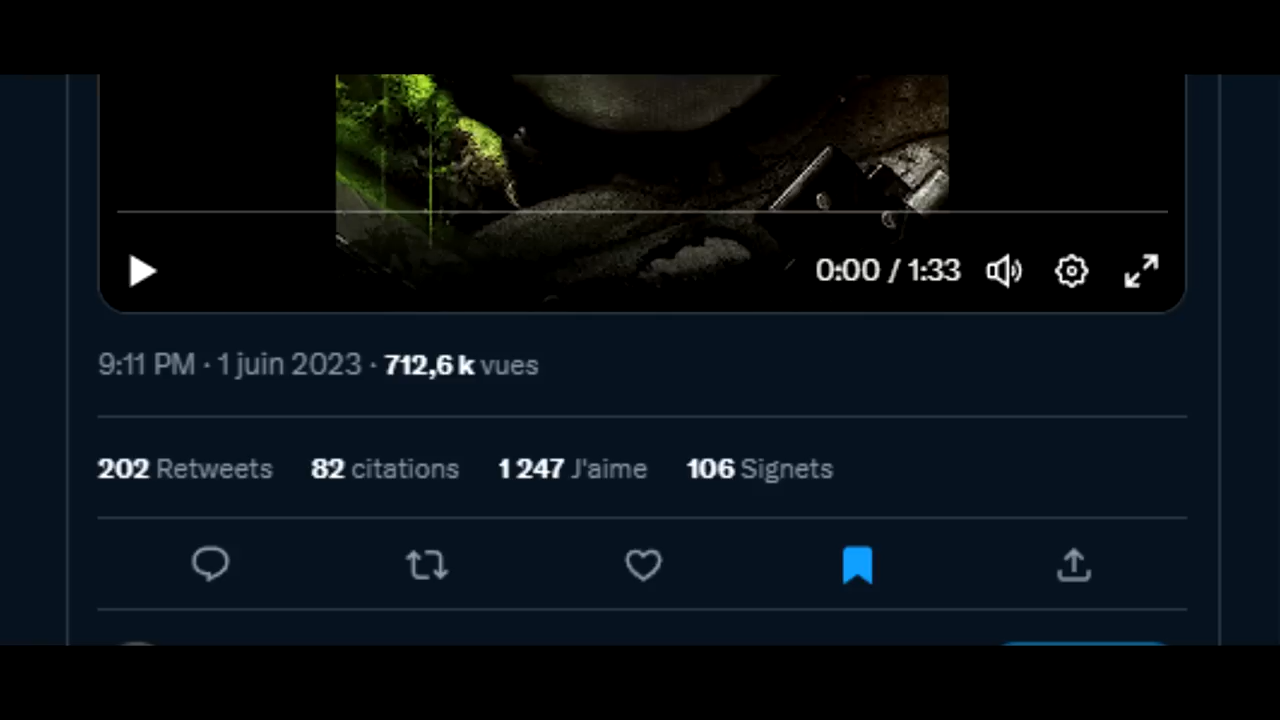 0:00 / 1:33
9:11 PM · 1 juin 2023 · 712,6 k vues
202 Retweets 82 citations 1 247 J'aime 106 Signets